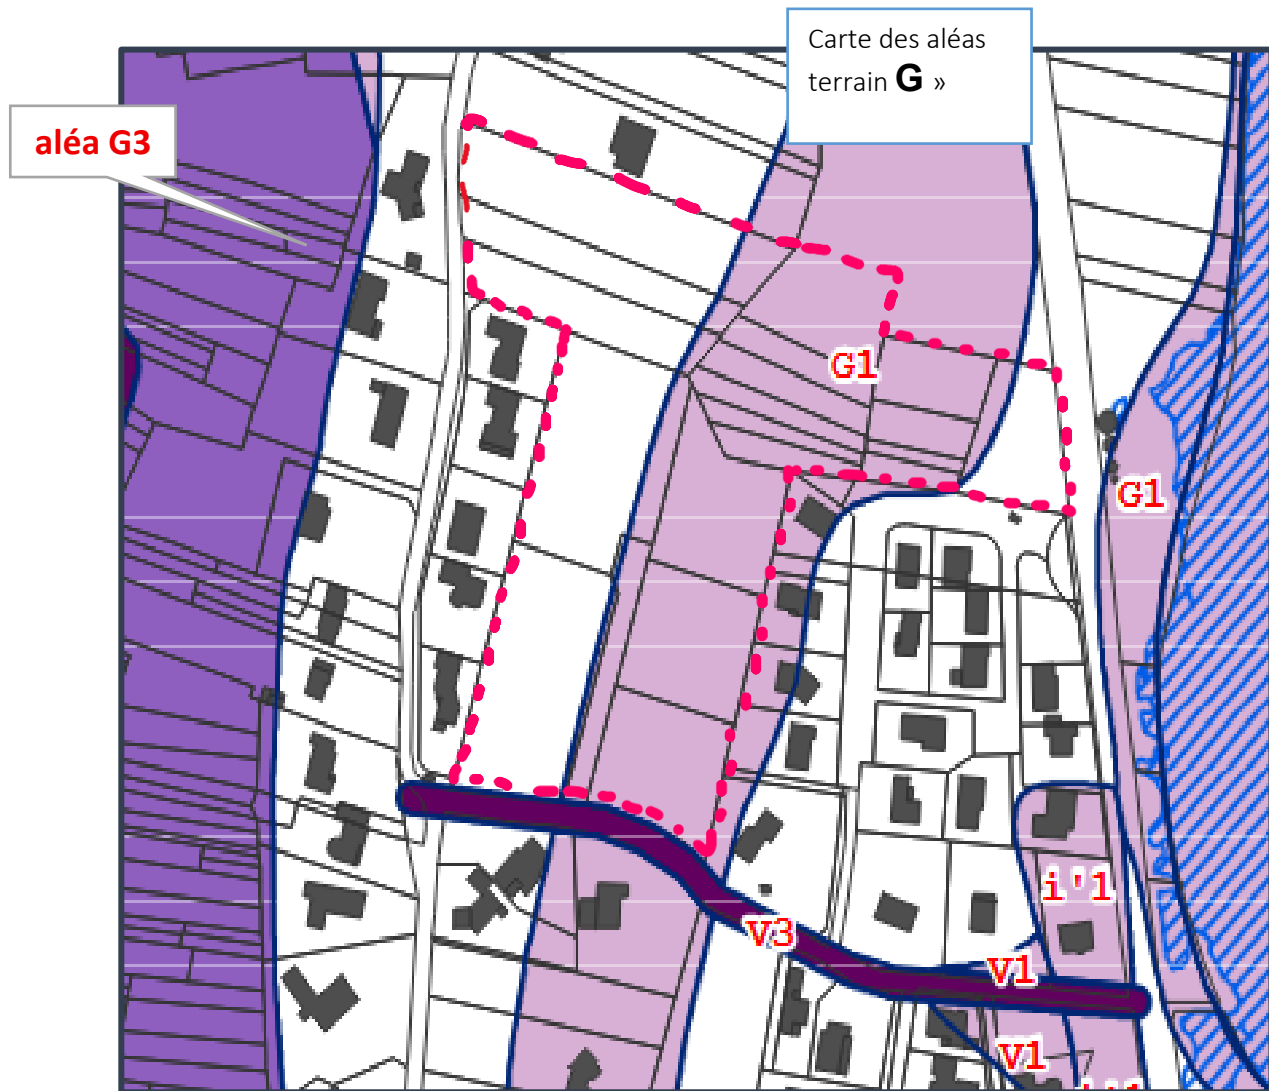 Carte des aléas
terrain G »
aléa G3
G1
G1
i'1
V3
V1
V1